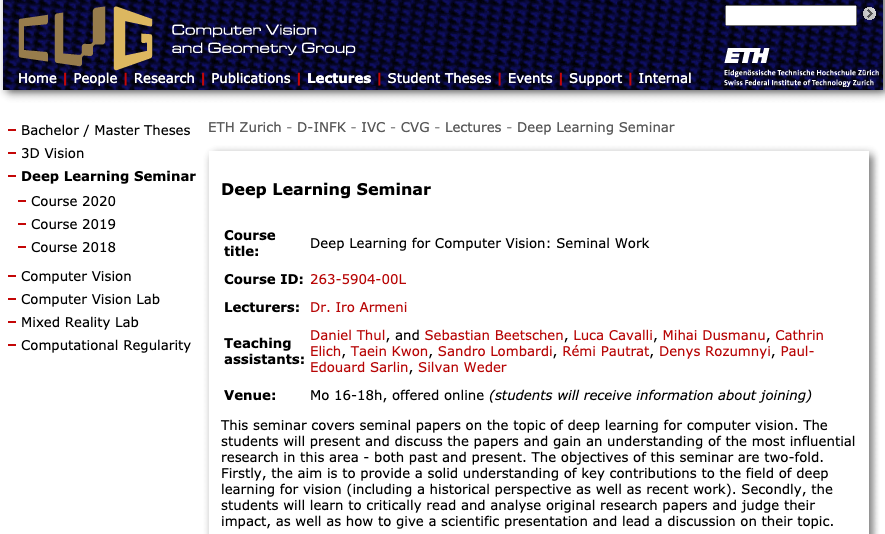 CVG
Computer Vision
and Geometry Group
ETH
Eidgenössische Technische Hochschule Zürich
Swiss Federal Institute of Technology Zurich
Home | People | Research | Publications | Lectures | Student Theses | Events | Support | Internal
Bachelor / Master Theses
3D Vision
Deep Learning Seminar
Course 2020
Course 2019
Course 2018
Computer Vision
Computer Vision Lab
Mixed Reality Lab
Computational Regularity
ETH Zurich - D-INFK - IVC - CVG - Lectures - Deep Learning Seminar
Deep Learning Seminar
Course title: Deep Learning for Computer Vision: Seminal Work
Course ID: 263-5904-00L
Lecturers: Dr. Iro Armeni
Teaching assistants: Daniel Thul, and Sebastian Beetschen, Luca Cavalli, Mihai Dusmanu, Cathrin
Elich, Taein Kwon, Sandro Lombardi, Rémi Pautrat, Denys Rozumnyi, Paul-
Edouard Sarlin, Silvan Weder
Venue: Mo 16-18h, offered online (students will receive information about joining)
This seminar covers seminal papers on the topic of deep learning for computer vision. The
students will present and discuss the papers and gain an understanding of the most influential
research in this area - both past and present. The objectives of this seminar are two-fold.
Firstly, the aim is to provide a solid understanding of key contributions to the field of deep
learning for vision (including a historical perspective as well as recent work). Secondly, the
students will learn to critically read and analyse original research papers and judge their
impact, as well as how to give a scientific presentation and lead a discussion on their topic.